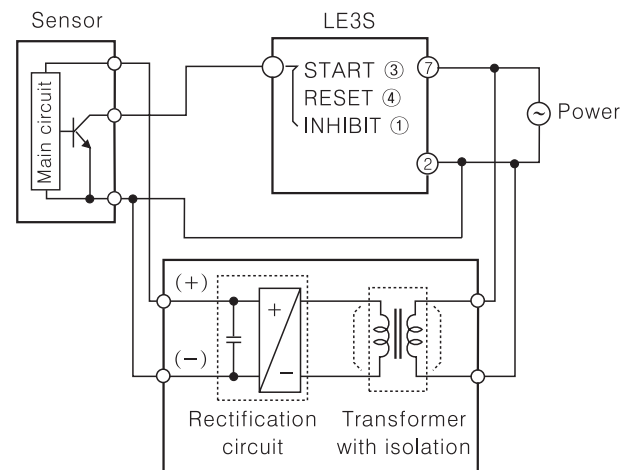 Sensor
LE3S
Main circuit
START ③
RESET ④
INHIBIT ①
⑦
②
~
Power
(+)
(−)
+
−
Rectification
circuit
Transformer
with isolation